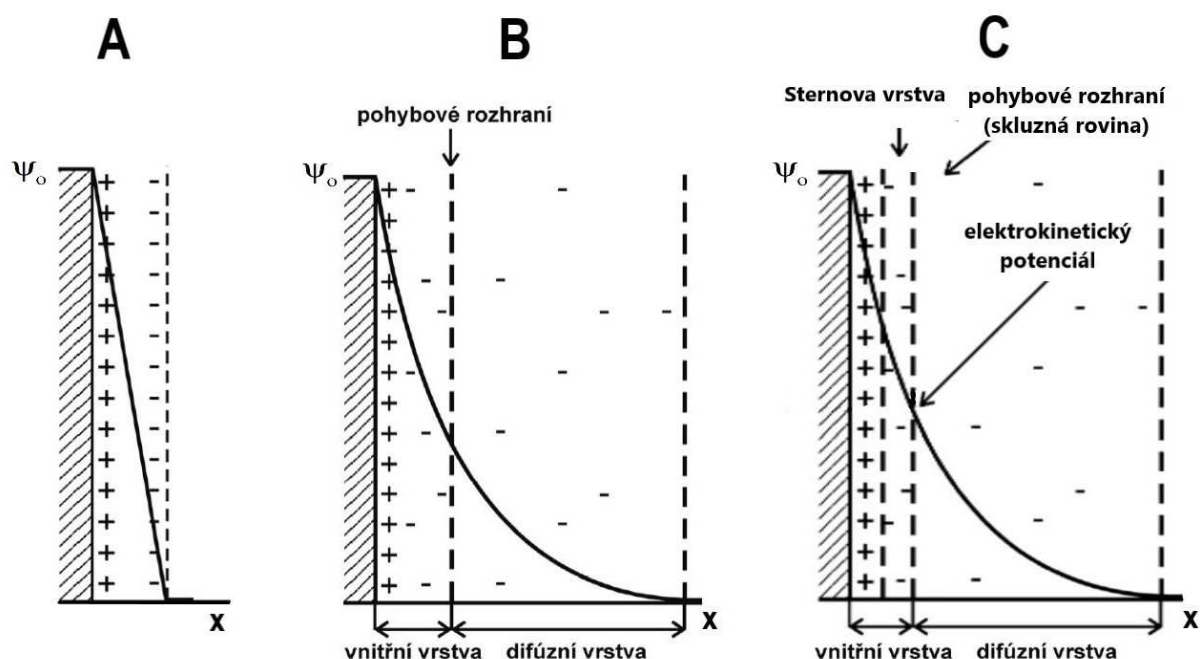 A
B
C
pohybové rozhraní
Sternova vrstva
pohybové rozhraní
(skluzná rovina)
elektrokinetický
potenciál
Ψo
Ψo
Ψo
x
x
x
vnitřní vrstva
difúzní vrstva
vnitřní vrstva
difúzní vrstva